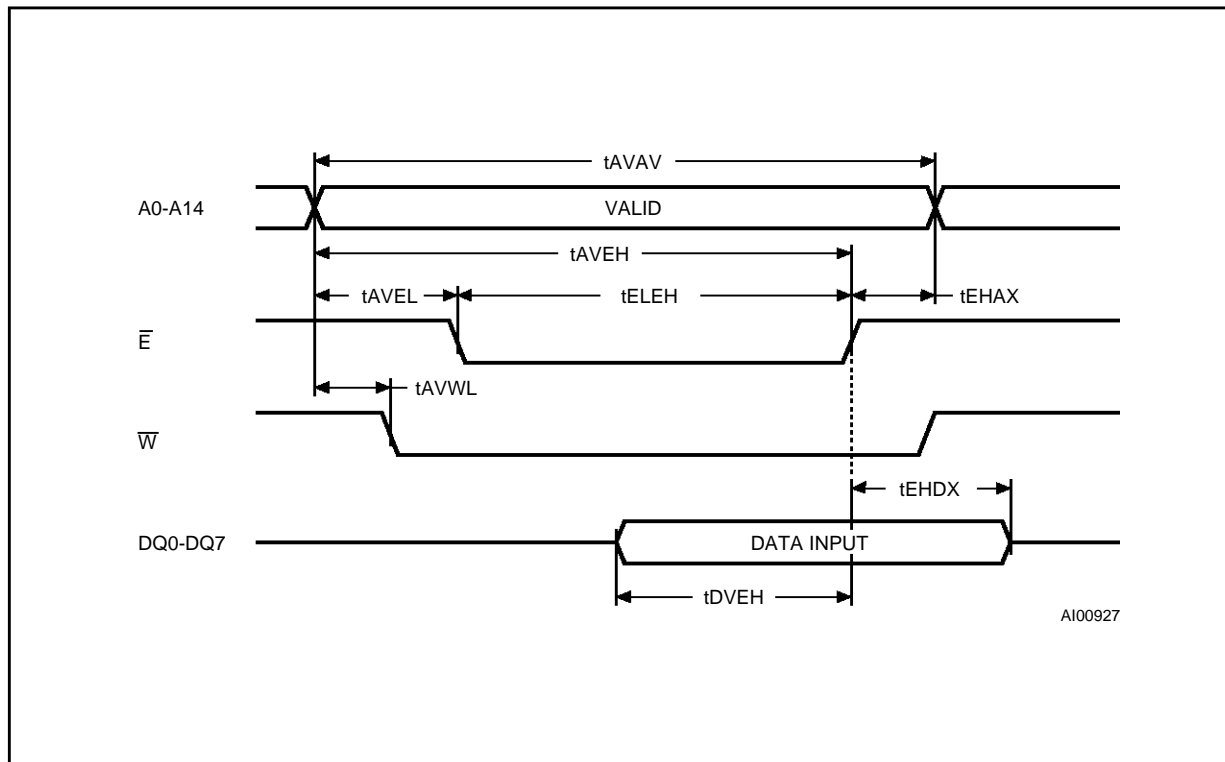 tAVAV
A0-A14
VALID
tAVEH
tAVEL
tELEH
tEHAX
E̅
tAVWL
W̅
tEHDX
DQ0-DQ7
DATA INPUT
tDVEH
AI00927